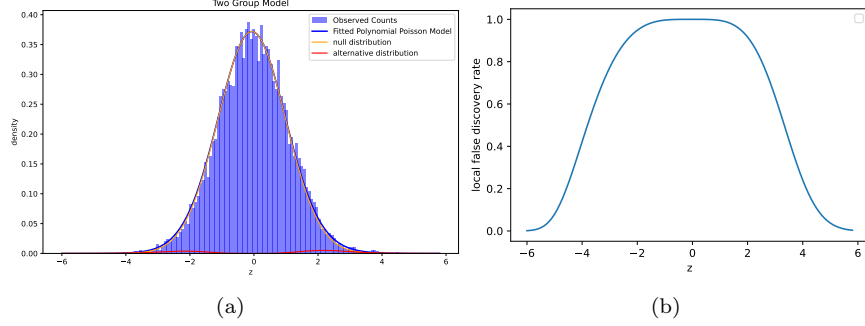 Two Group Model
Observed Counts
Fitted Polynomial Poisson Model
null distribution
alternative distribution
density
0.40
0.35
0.30
0.25
0.20
0.15
0.10
0.05
0.00
−6
−4
−2
0
2
4
6
z
(a)
local false discovery rate
1.0
0.8
0.6
0.4
0.2
0.0
−6
−4
−2
0
2
4
6
z
(b)